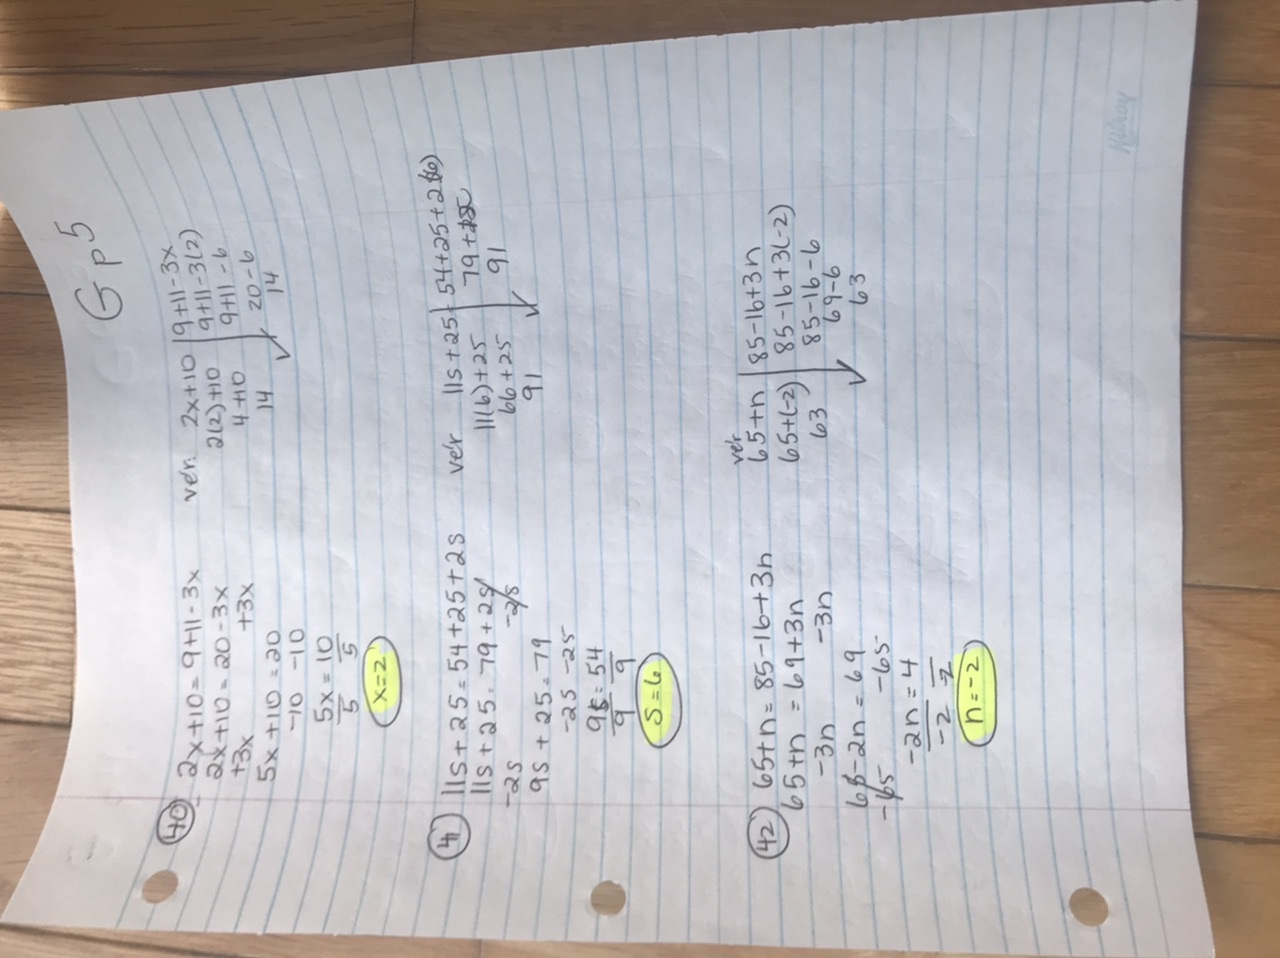 G p5
40 2x+10 = 9+11-3x ver. 2x+10 | 9+11-3x
2x+10 = 20-3x 2(2)+10 | 9+11-3(2)
+3x +3x 4+10 | 9+11-6
5x+10 = 20 14 20-6
-10 -10 14
5x = 10
5 5
x=2
41 11s+25 = 54+25+2s ver 11s+25 | 54+25+2(6)
11s+25 = 79+2s 11(6)+25 79+12
-2s -2s 66+25 91
9s+25 = 79 91
-25 -25
9s = 54
9 9
s=6
42 65+n = 85-16+3n ver 65+n | 85-16+3n
65+n = 69+3n 65+(-2) | 85-16+3(-2)
-3n -3n 63 85-16-6
65-2n = 69 69-6
-65 -65 63
-2n = 4
-2 -2
n=-2